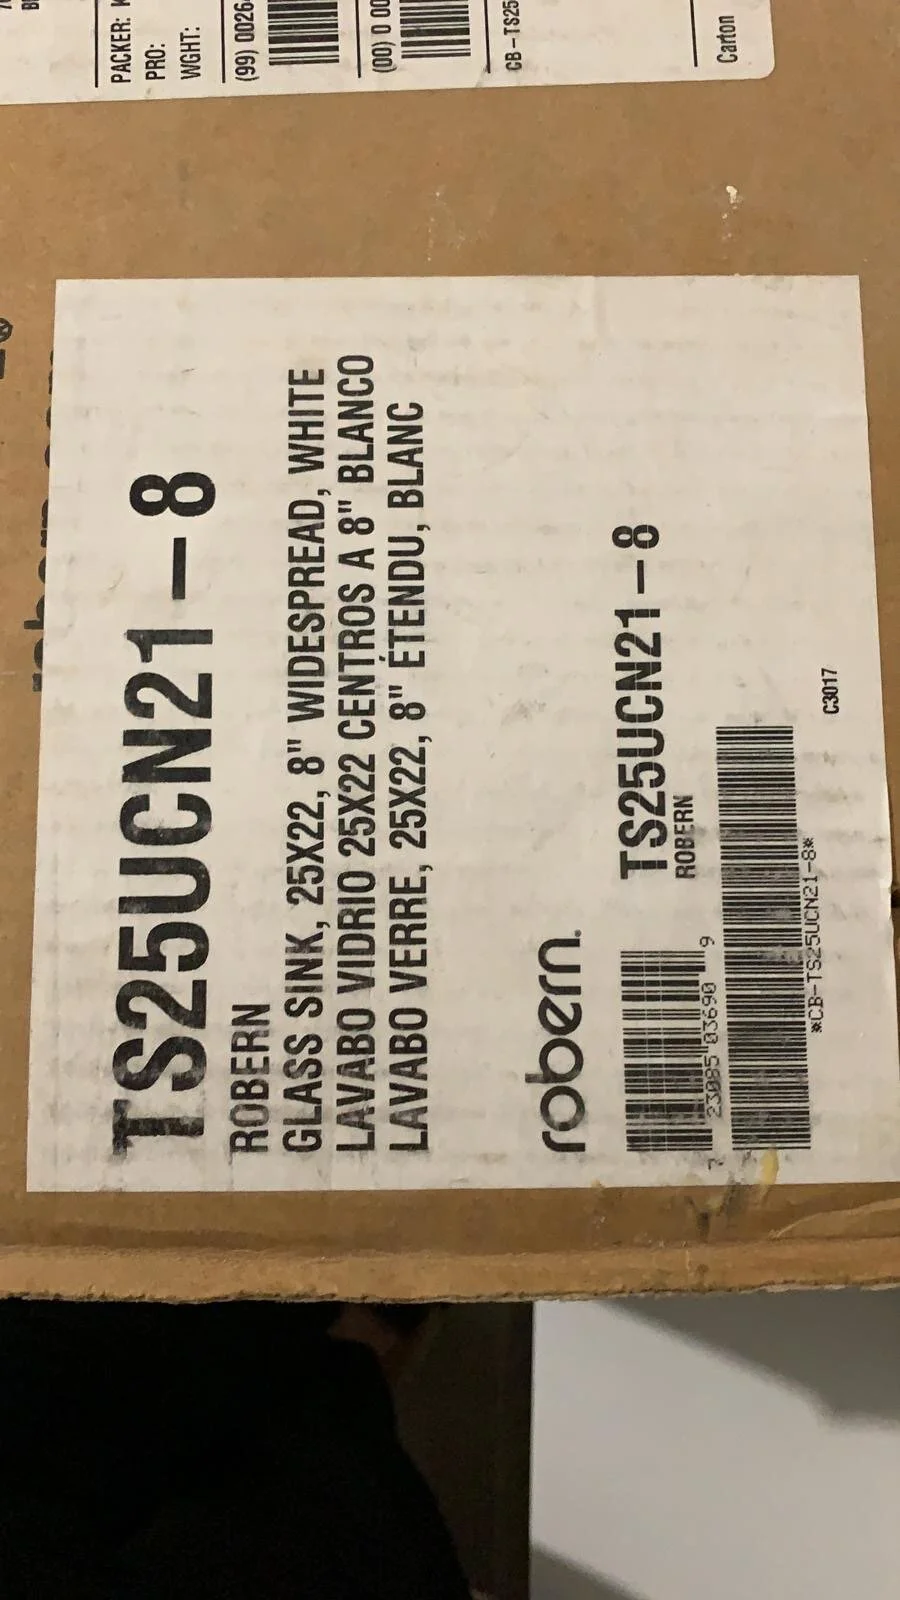 PACKER:
PRO:
WGHT:
(99) 0026
(00) 0 00
CB-TS25
Carton
TS25UCN21-8
ROBERN
GLASS SINK, 25X22, 8" WIDESPREAD, WHITE
LAVABO VIDRIO 25X22 CENTROS A 8" BLANCO
LAVABO VERRE, 25X22, 8" ÉTENDU, BLANC
robern.
TS25UCN21-8
ROBERN
7 23085 03690 9
*CB-TS25UCN21-8*
C3017